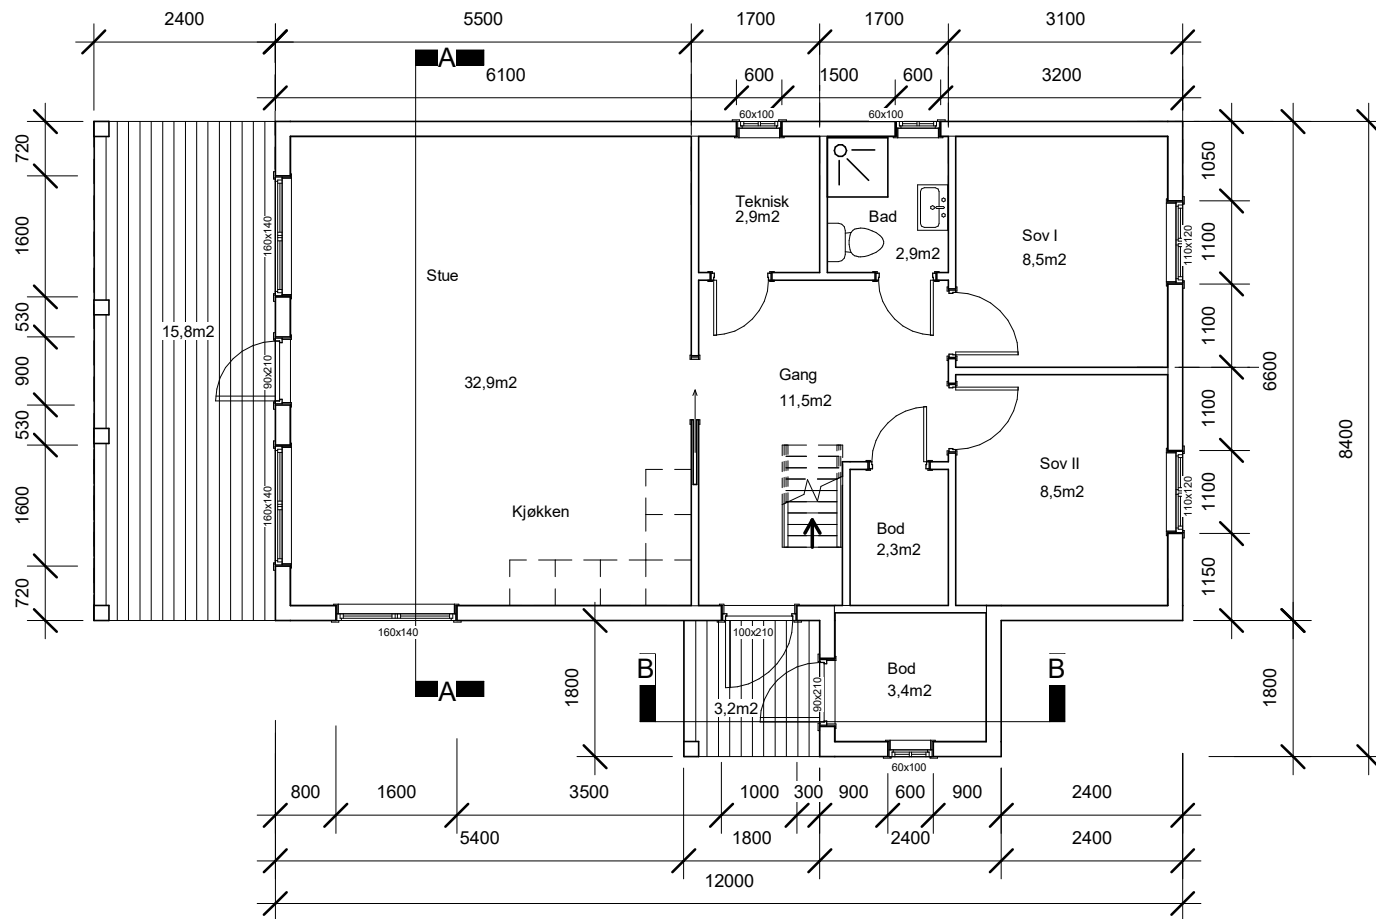 2400
5500
1700
1700
3100
A
6100
600
1500
600
3200
60x100
60x100
720
1600
530
900
530
1600
720
160x140
90x210
160x140
15,8m2
Stue
32,9m2
Kjøkken
Teknisk
2,9m2
Bad
2,9m2
Sov I
8,5m2
Gang
11,5m2
Sov II
8,5m2
Bod
2,3m2
110x120
110x120
1050
1100
1100
1100
1100
1150
6600
1800
8400
160x140
100x210
A
1800
B
B
3,2m2
90x210
Bod
3,4m2
60x100
800
1600
3500
1000
300
900
600
900
2400
5400
1800
2400
2400
12000